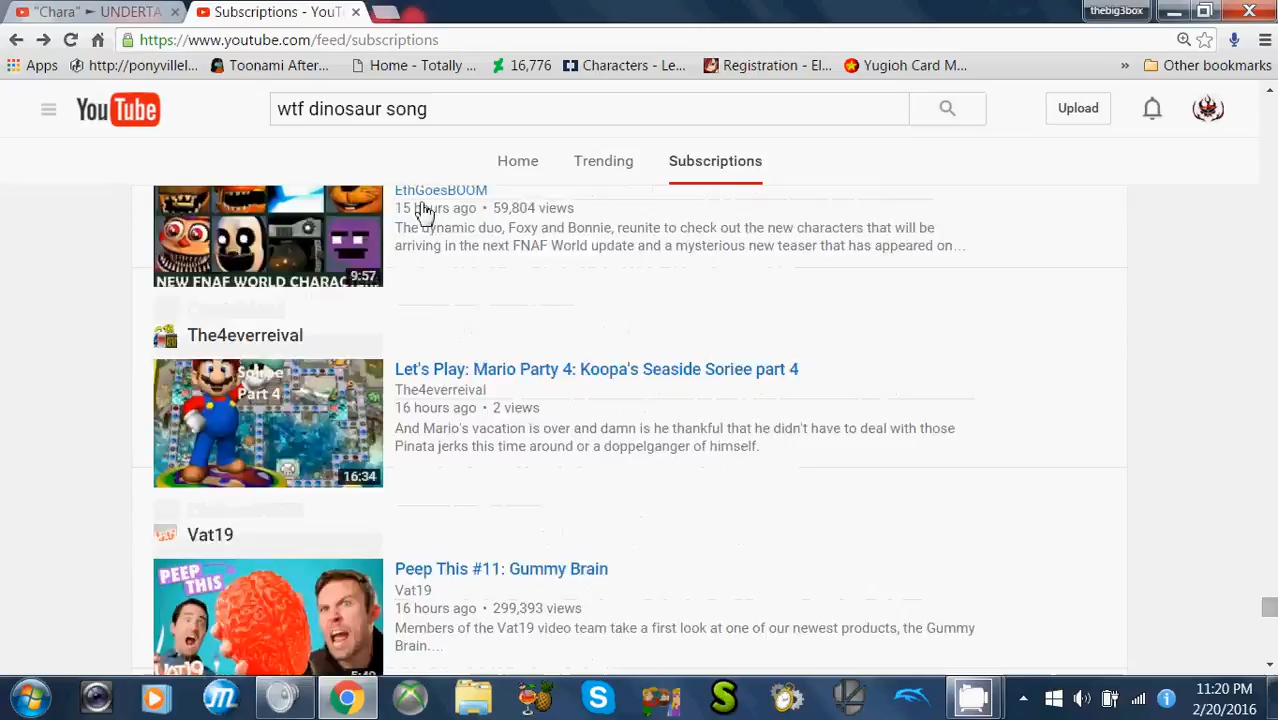 "Chara" ► UNDERTA
Subscriptions - YouT
thebig3box
https://www.youtube.com/feed/subscriptions
Apps
http://ponyvillel...
Toonami After...
Home - Totally ...
16,776
Characters - Le...
Registration - El...
Yugioh Card M...
»
Other bookmarks
YouTube
wtf dinosaur song
Upload
Home
Trending
Subscriptions
EthGoesBOOM
15 hours ago • 59,804 views
The dynamic duo, Foxy and Bonnie, reunite to check out the new characters that will be
arriving in the next FNAF World update and a mysterious new teaser that has appeared on...
9:57
NEW FNAF WORLD CHARAC
The4everreival
Let's Play: Mario Party 4: Koopa's Seaside Soriee part 4
The4everreival
16 hours ago • 2 views
And Mario's vacation is over and damn is he thankful that he didn't have to deal with those
Pinata jerks this time around or a doppelganger of himself.
Part 4
16:34
Vat19
Peep This #11: Gummy Brain
Vat19
16 hours ago • 299,393 views
Members of the Vat19 video team take a first look at one of our newest products, the Gummy
Brain....
PEEP
THIS
VAT19
5:49
11:20 PM
2/20/2016